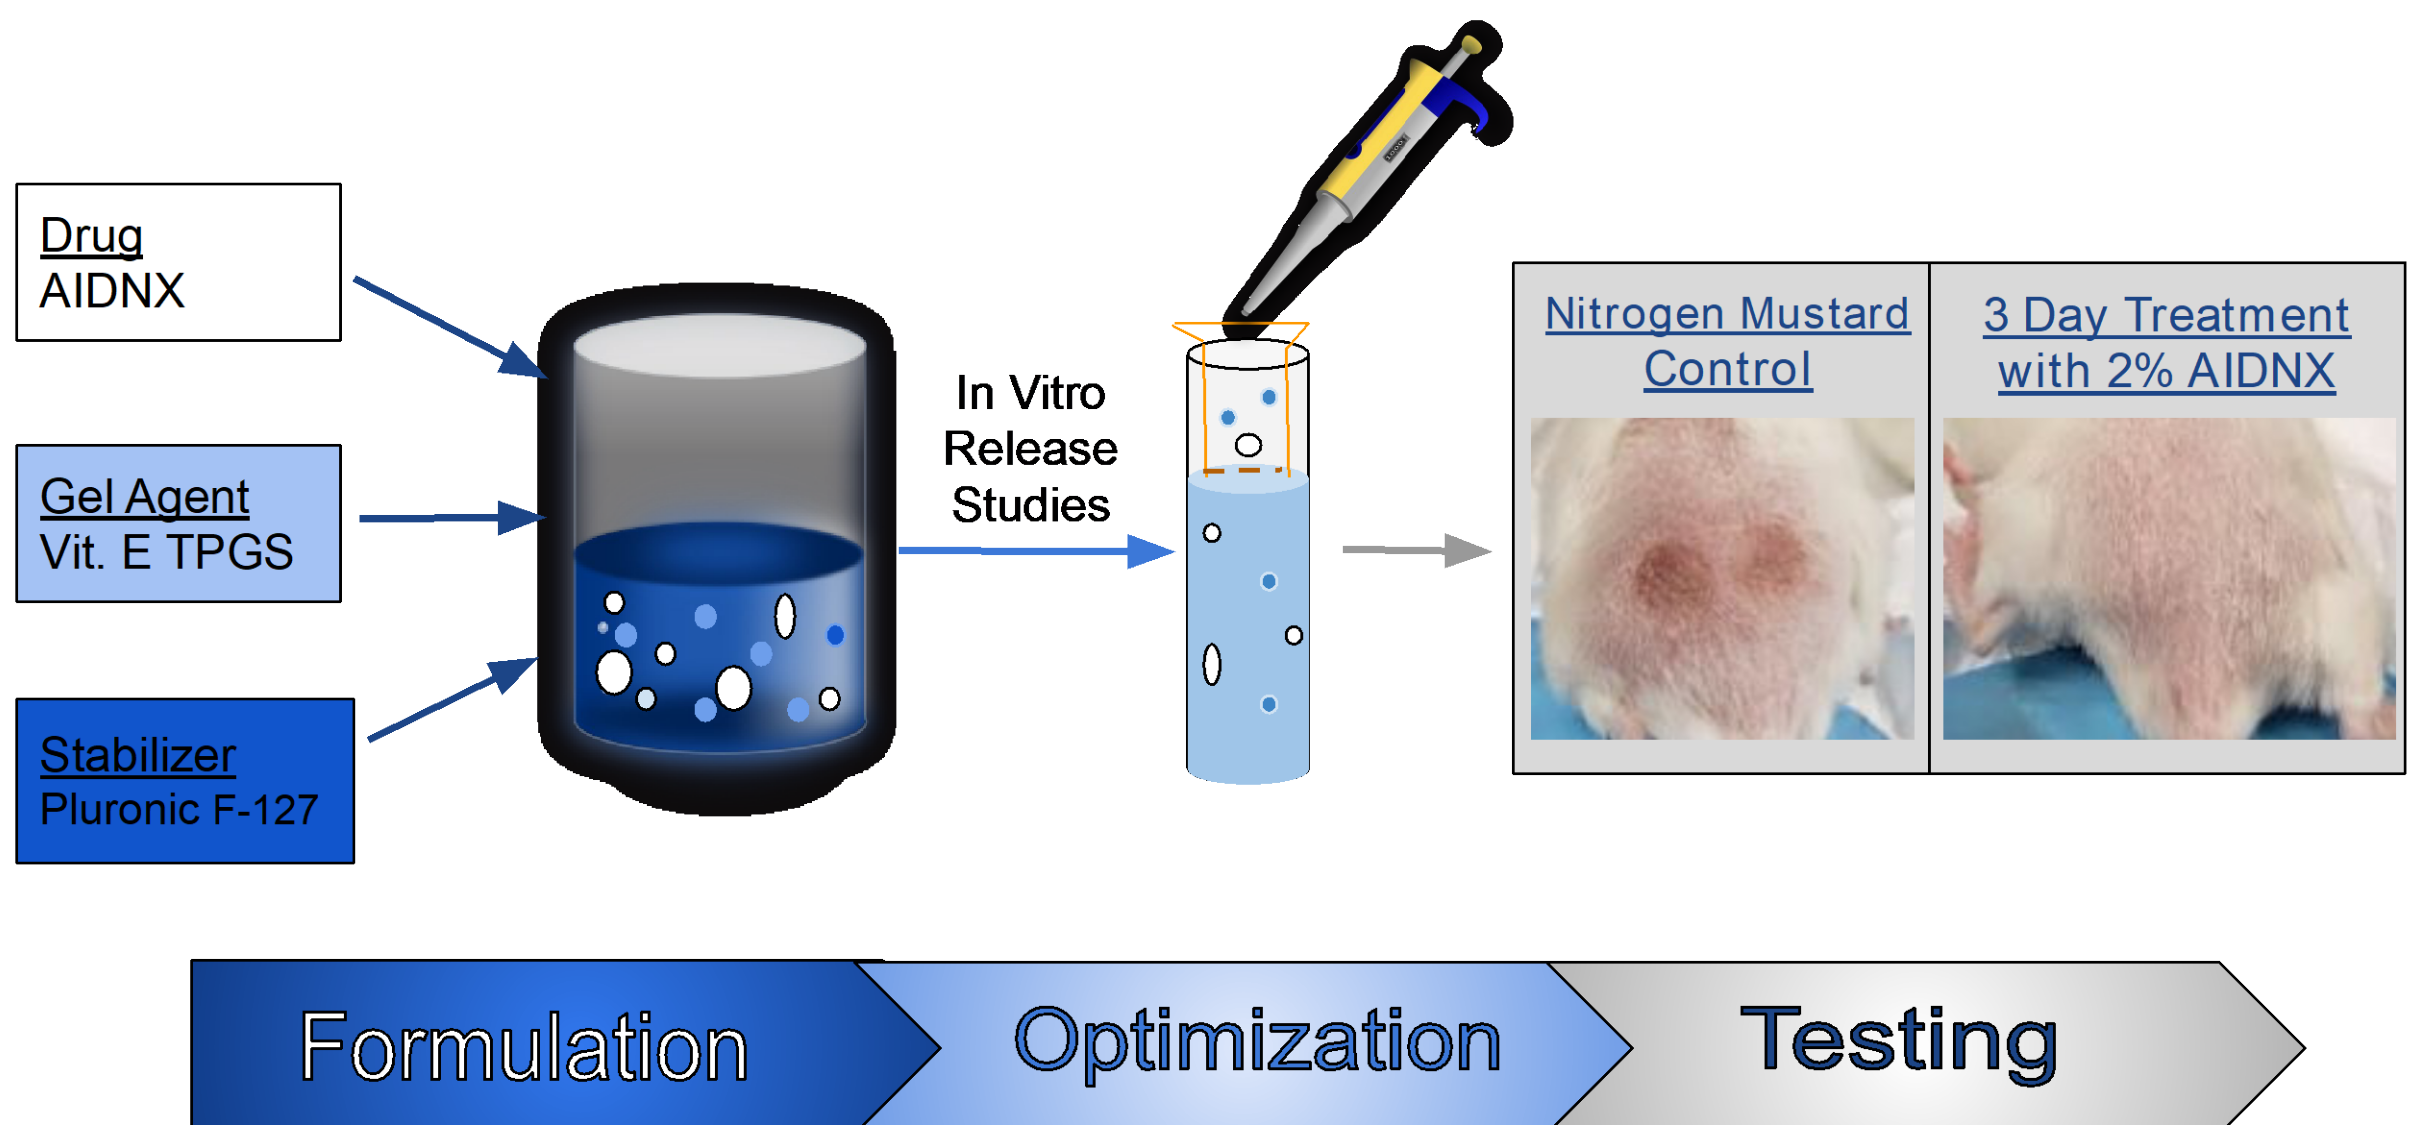 Drug
AIDNX
Gel Agent
Vit. E TPGS
Stabilizer
Pluronic F-127
In Vitro
Release
Studies
Nitrogen Mustard
Control
3 Day Treatment
with 2% AIDNX
Formulation
Optimization
Testing